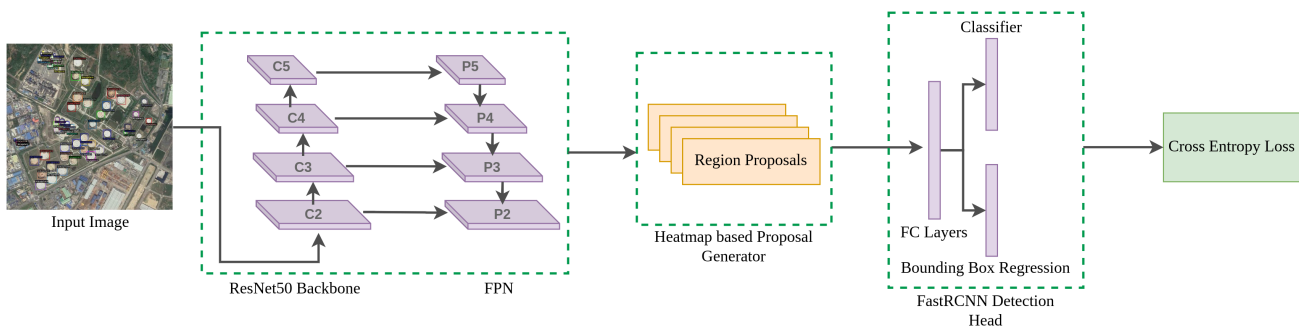 Input Image
C5
C4
C3
C2
P5
P4
P3
P2
ResNet50 Backbone
FPN
Region Proposals
Heatmap based Proposal
Generator
Classifier
FC Layers
Bounding Box Regression
FastRCNN Detection
Head
Cross Entropy Loss